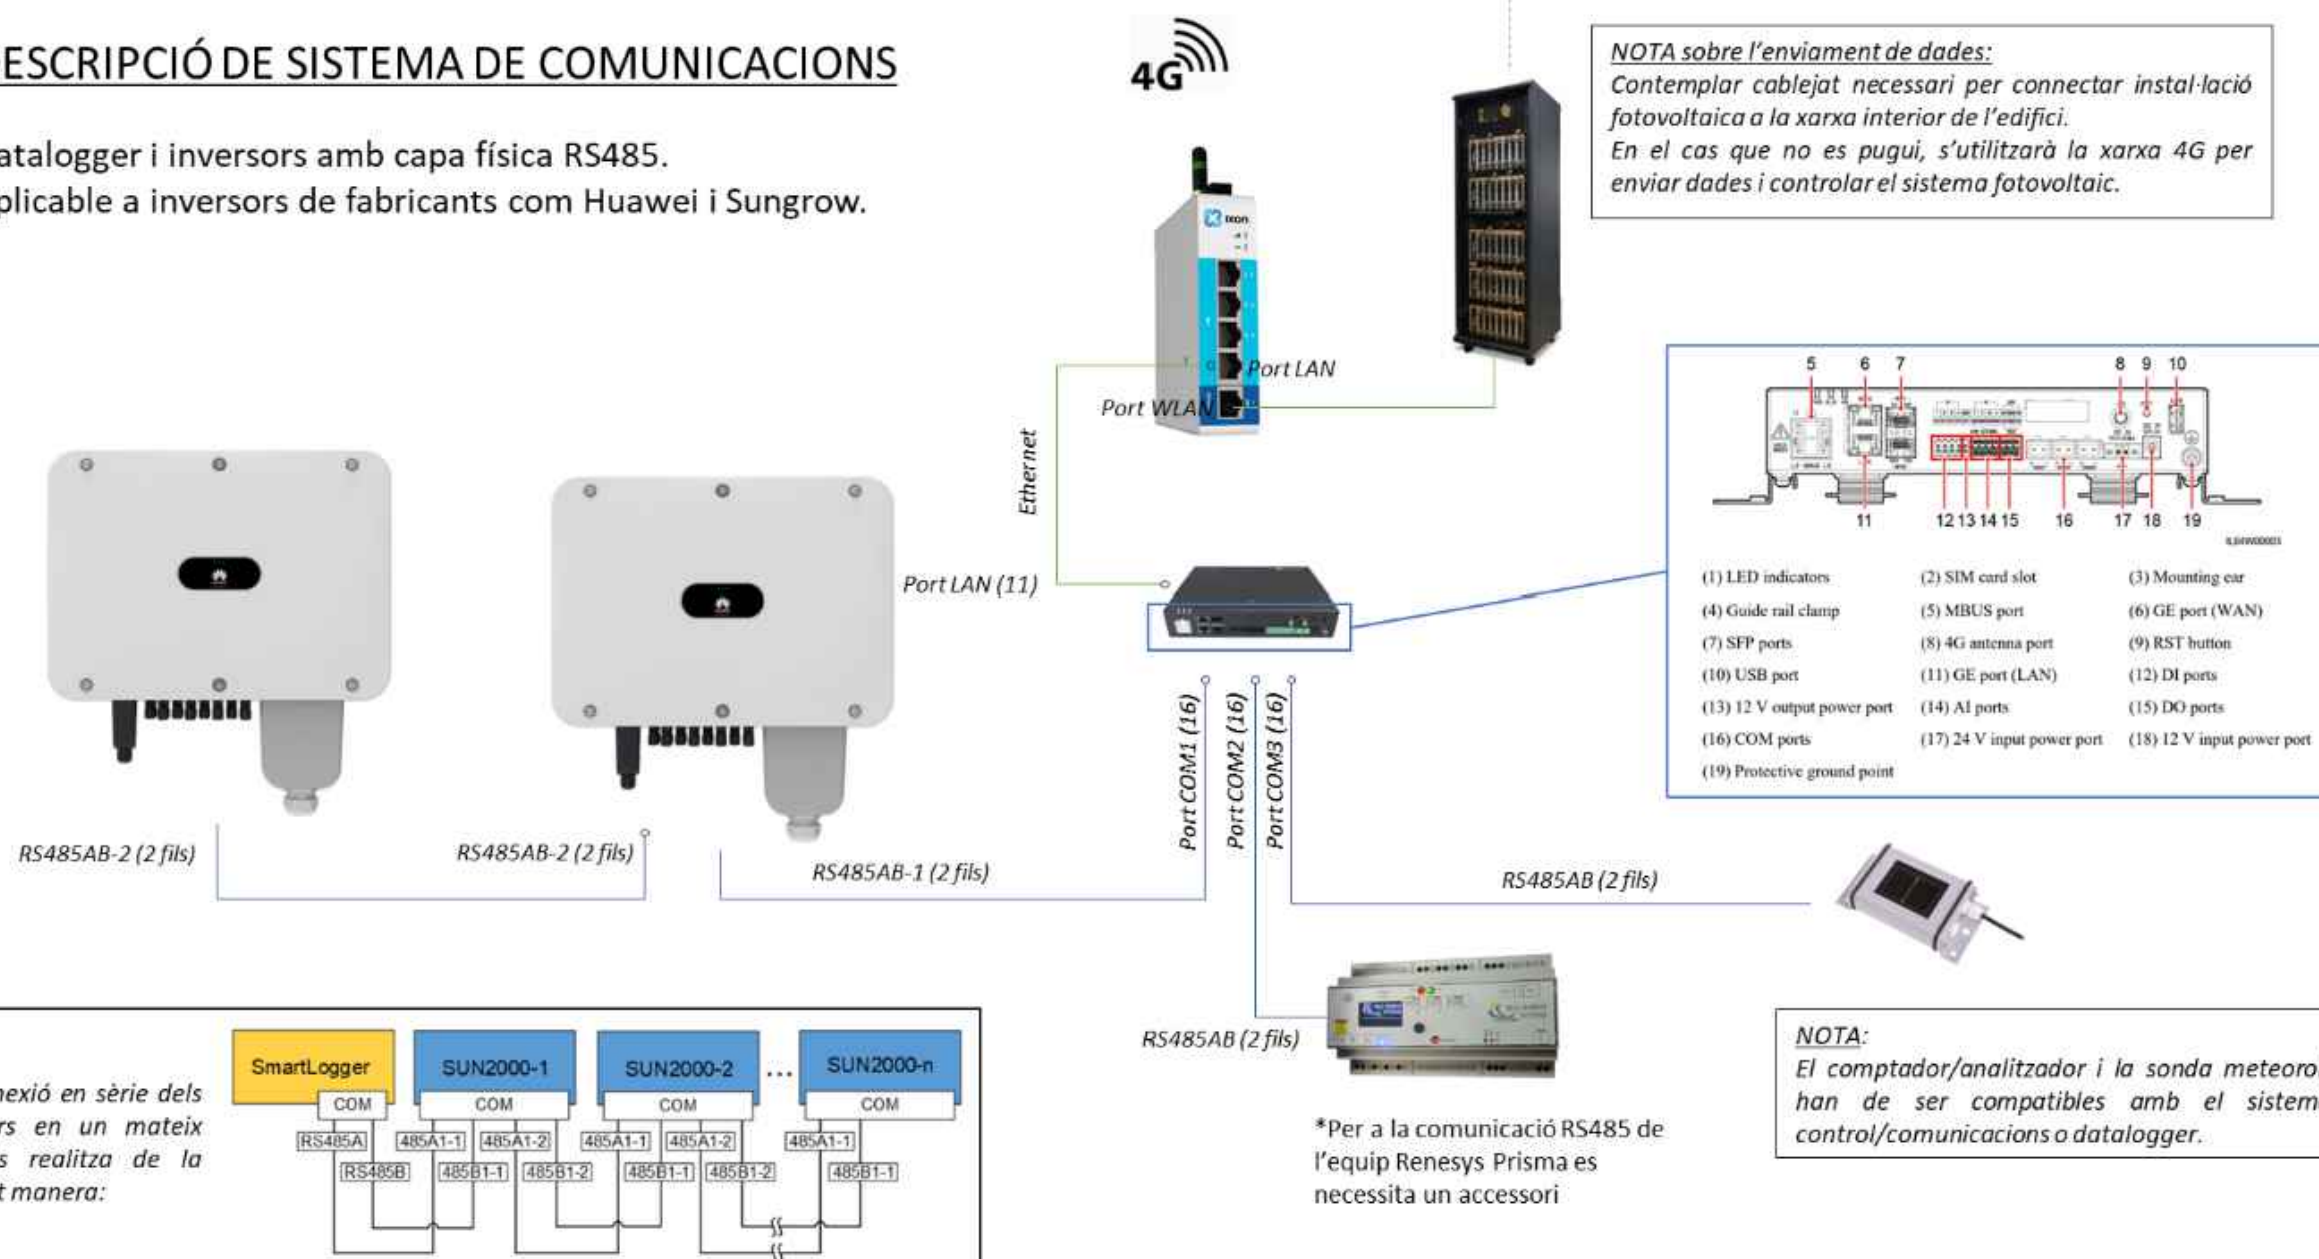 ESCRIPCIÓ DE SISTEMA DE COMUNICACIONS
atalogger i inversors amb capa física RS485.
plicable a inversors de fabricants com Huawei i Sungrow.
4G
NOTA sobre l'enviament de dades:
Contemplar cablejat necessari per connectar instal·lació
fotovoltaica a la xarxa interior de l'edifici.
En el cas que no es pugui, s'utilitzarà la xarxa 4G per
enviar dades i controlar el sistema fotovoltaic.
ixon
Port LAN
Port WLAN
Ethernet
Port LAN (11)
5 6 7 8 9 10
11 12 13 14 15 16 17 18 19
(1) LED indicators (2) SIM card slot (3) Mounting ear
(4) Guide rail clamp (5) MBUS port (6) GE port (WAN)
(7) SFP ports (8) 4G antenna port (9) RST button
(10) USB port (11) GE port (LAN) (12) DI ports
(13) 12 V output power port (14) AI ports (15) DO ports
(16) COM ports (17) 24 V input power port (18) 12 V input power port
(19) Protective ground point
Port COM1 (16)
Port COM2 (16)
Port COM3 (16)
RS485AB-2 (2 fils)
RS485AB-2 (2 fils)
RS485AB-1 (2 fils)
RS485AB (2 fils)
RS485AB (2 fils)
*Per a la comunicació RS485 de
l'equip Renesys Prisma es
necessita un accessori
NOTA:
El comptador/analitzador i la sonda meteorol
han de ser compatibles amb el sistem
control/comunicacions o datalogger.
nexió en sèrie dels
rs en un mateix
s realitza de la
t manera:
SmartLogger SUN2000-1 SUN2000-2 ... SUN2000-n
COM COM COM COM
RS485A 485A1-1 485A1-2 485A1-1 485A1-2 485A1-1
RS485B 485B1-1 485B1-2 485B1-1 485B1-2 485B1-1